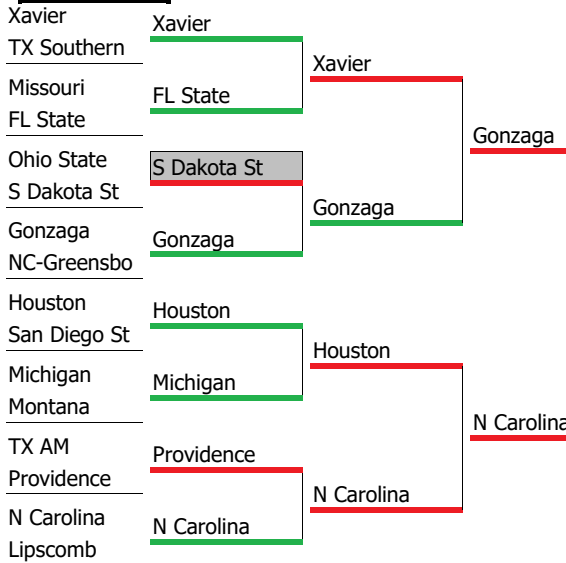 Xavier
TX Southern
Missouri
FL State
Ohio State
S Dakota St
Gonzaga
NC-Greensbo
Houston
San Diego St
Michigan
Montana
TX AM
Providence
N Carolina
Lipscomb
Xavier
FL State
S Dakota St
Gonzaga
Houston
Michigan
Providence
N Carolina
Xavier
Gonzaga
Houston
N Carolina
Gonzaga
N Carolina